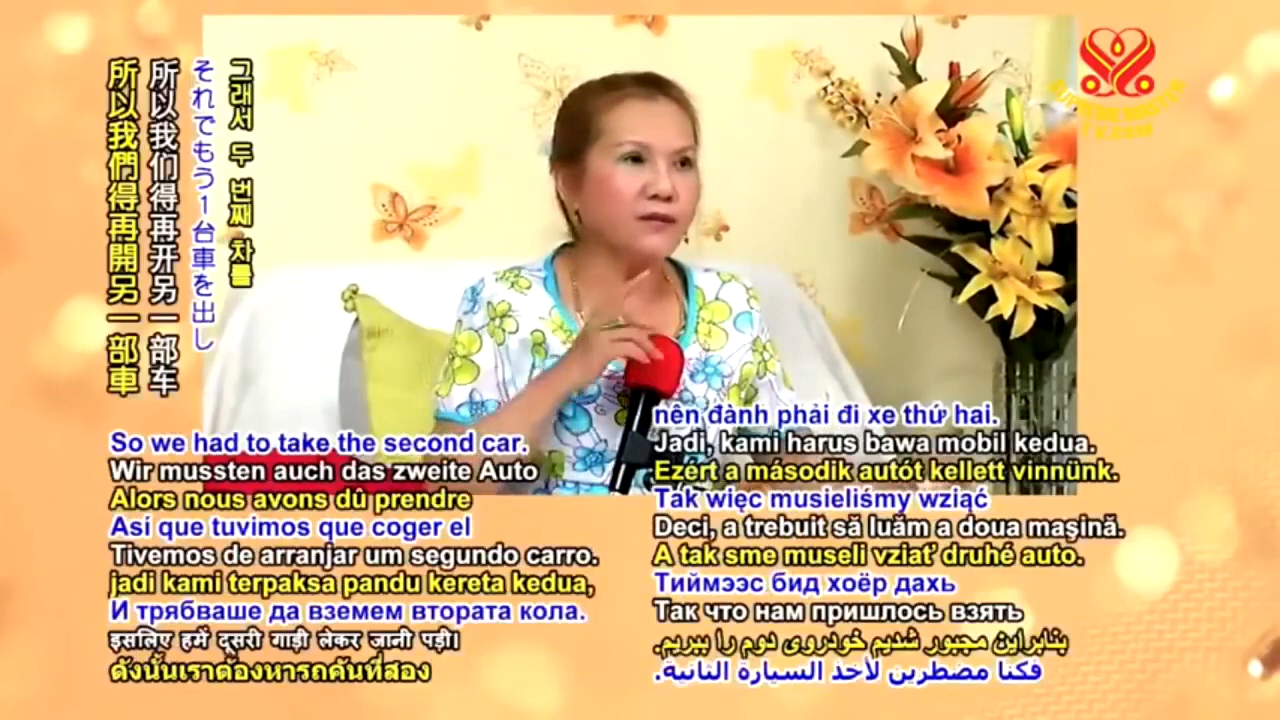 그래서 두 번째 차를
それでもう1台車を出し
所以我们得再开另一部车
所以我們得再開另一部車
SUPREME MASTER
TV.COM
So we had to take the second car.
Wir mussten auch das zweite Auto
Alors nous avons dû prendre
Así que tuvimos que coger el
Tivemos de arranjar um segundo carro.
jadi kami terpaksa pandu kereta kedua,
И трябваше да вземем втората кола.
इसलिए हमें दूसरी गाड़ी लेकर जानी पड़ी।
ดังนั้นเราต้องหารถคันที่สอง
nên đành phải đi xe thứ hai.
Jadi, kami harus bawa mobil kedua.
Ezért a második autót kellett vinnünk.
Tak więc musieliśmy wziąć
Deci, a trebuit să luăm a doua maşină.
A tak sme museli vziať druhé auto.
Тиймээс бид хоёр дахь
Так что нам пришлось взять
بنابراین مجبور شدیم خودروی دوم را ببریم.
فكنا مضطرين لأخذ السيارة الثانية.